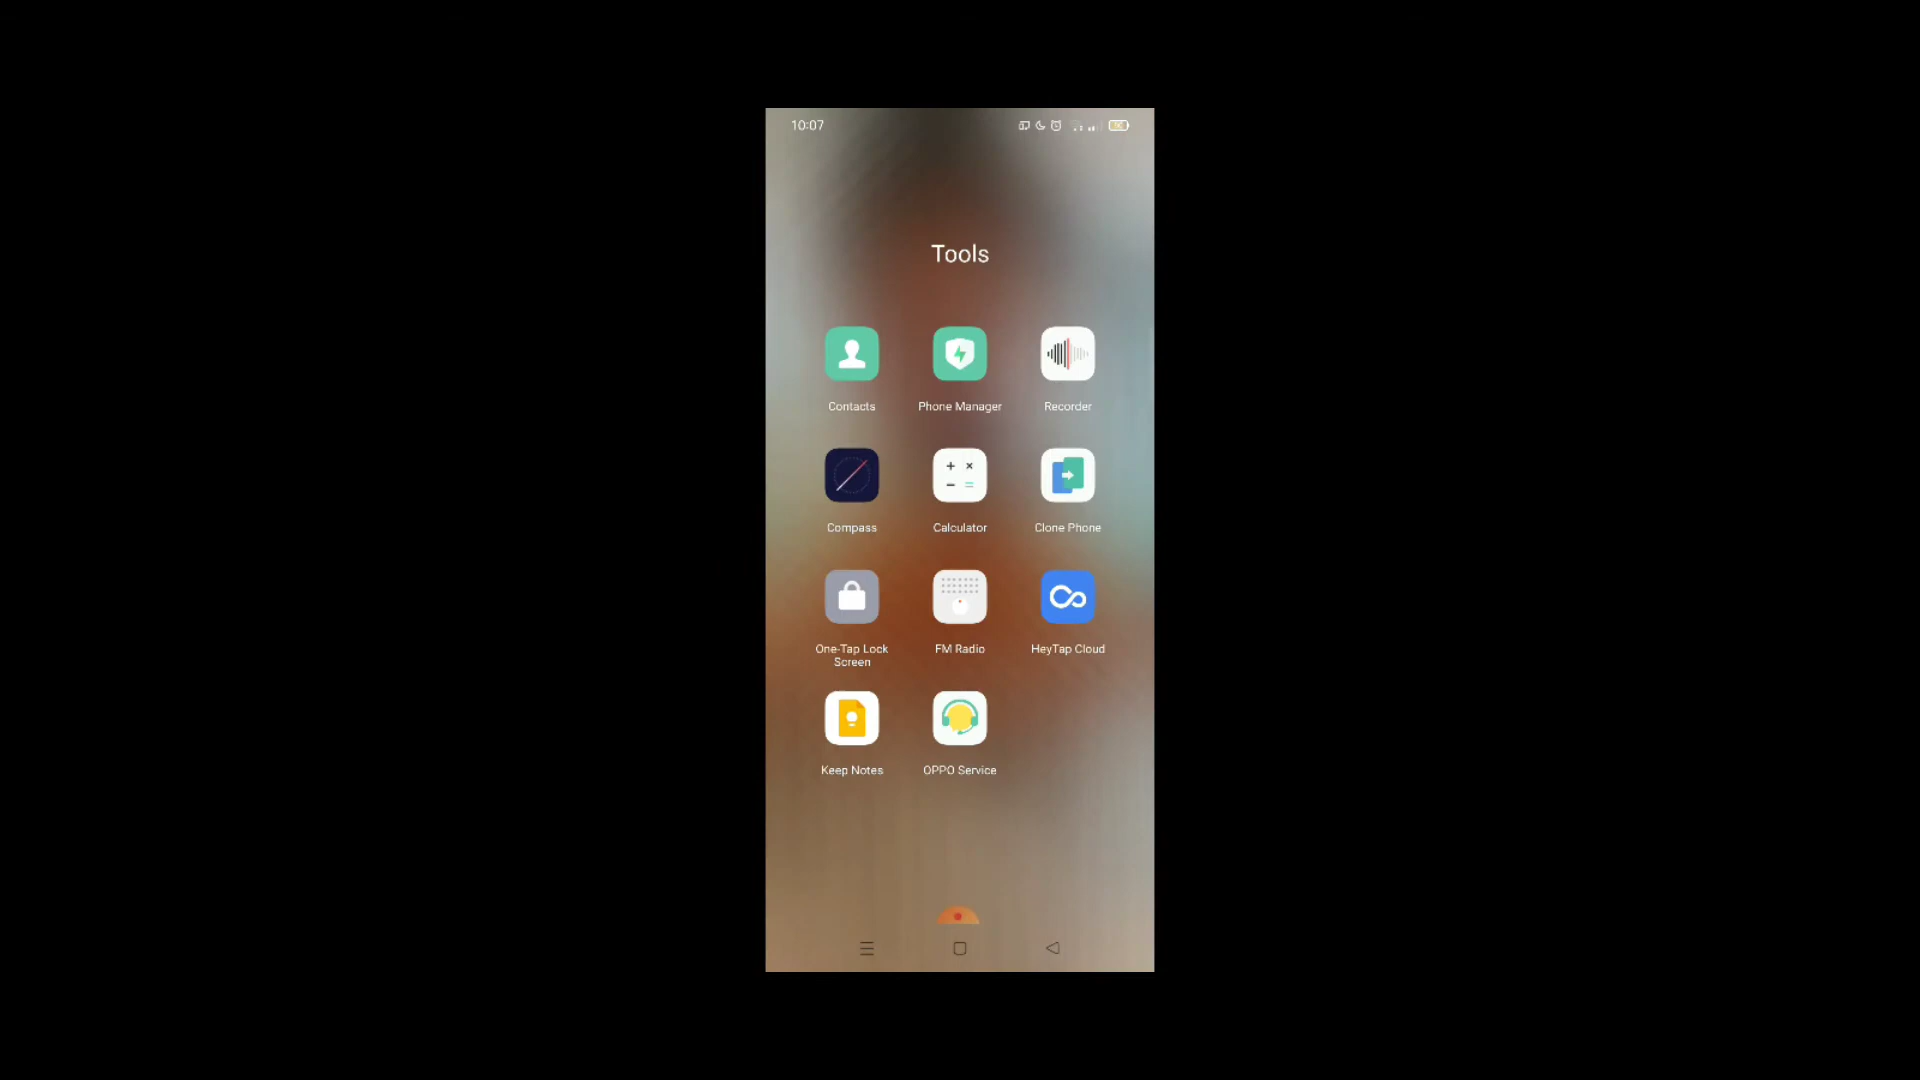 10:07
Tools
Contacts
Phone Manager
Recorder
Compass
Calculator
Clone Phone
One-Tap Lock
Screen
FM Radio
HeyTap Cloud
Keep Notes
OPPO Service